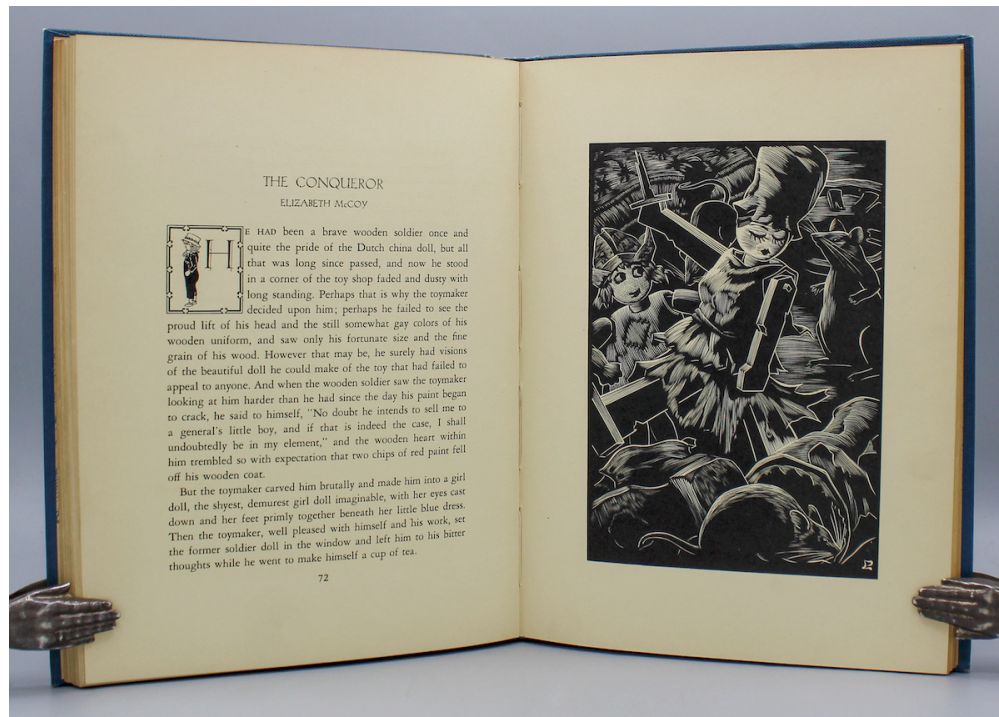 THE CONQUEROR
ELIZABETH McCOY
HE HAD been a brave wooden soldier once and
quite the pride of the Dutch china doll, but all
that was long since passed, and now he stood
in a corner of the toy shop faded and dusty with
long standing. Perhaps that is why the toymaker
decided upon him; perhaps he failed to see the
proud lift of his head and the still somewhat gay colors of his
wooden uniform, and saw only his fortunate size and the fine
grain of his wood. However that may be, he surely had visions
of the beautiful doll he could make of the toy that had failed to
appeal to anyone. And when the wooden soldier saw the toymaker
looking at him harder than he had since the day his paint began
to crack, he said to himself, "No doubt he intends to sell me to
a general's little boy, and if that is indeed the case, I shall
undoubtedly be in my element," and the wooden heart within
him trembled so with expectation that two chips of red paint fell
off his wooden coat.
But the toymaker carved him brutally and made him into a girl
doll, the shyest, demurest girl doll imaginable, with her eyes cast
down and her feet primly together beneath her little blue dress.
Then the toymaker, well pleased with himself and his work, set
the former soldier doll in the window and left him to his bitter
thoughts while he went to make himself a cup of tea.
72